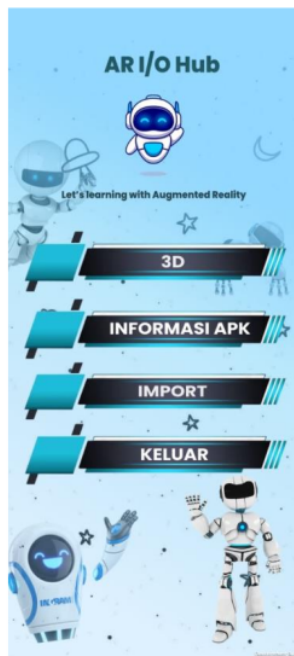 AR I/O Hub
Let's learning with Augmented Reality
3D
INFORMASI APK
IMPORT
KELUAR